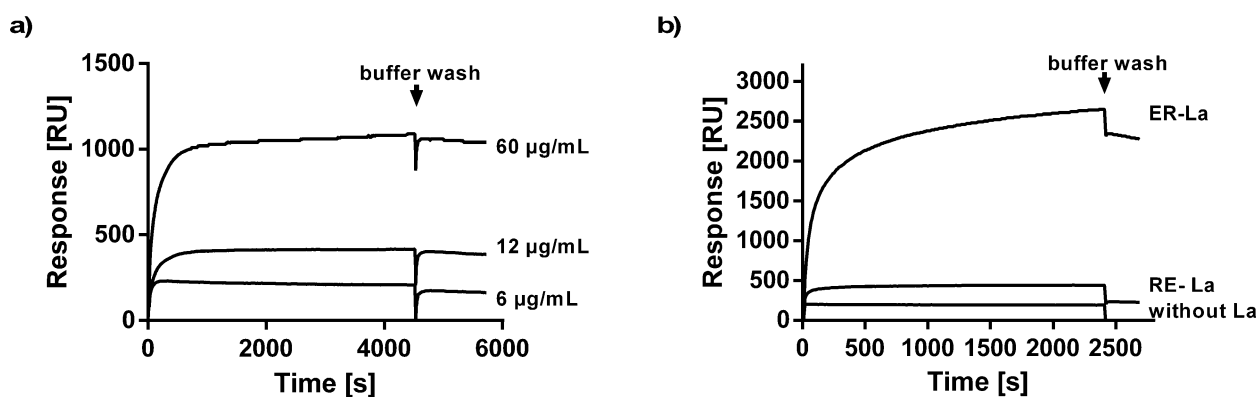 a)
1500
1000
500
0
Response [RU]
buffer wash
60 µg/mL
12 µg/mL
6 µg/mL
0
2000
4000
6000
Time [s]
b)
3000
2500
2000
1500
3000
500
0
Response [RU]
buffer wash
ER-La
RE- La
without La
0
500
1000
1500
2000
2500
Time [s]